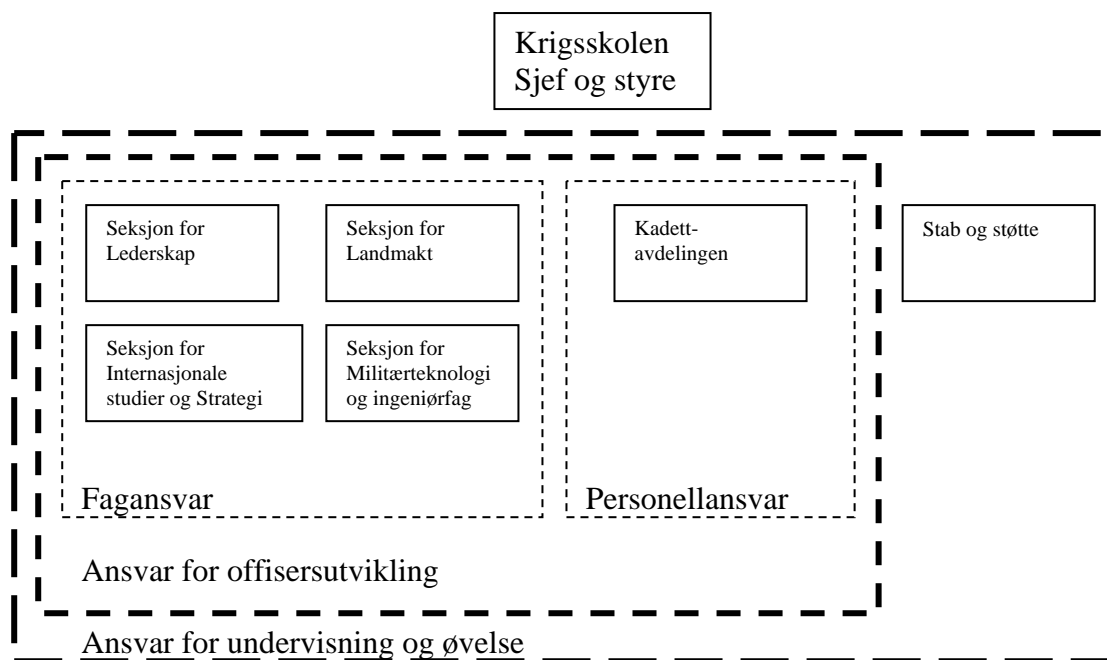 Krigsskolen
Sjef og styre
Seksjon for
Lederskap
Seksjon for
Landmakt
Kadett-
avdelingen
Stab og støtte
Seksjon for
Internasjonale
studier og Strategi
Seksjon for
Militærteknologi
og ingeniørfag
Fagansvar
Personellansvar
Ansvar for offisersutvikling
Ansvar for undervisning og øvelse